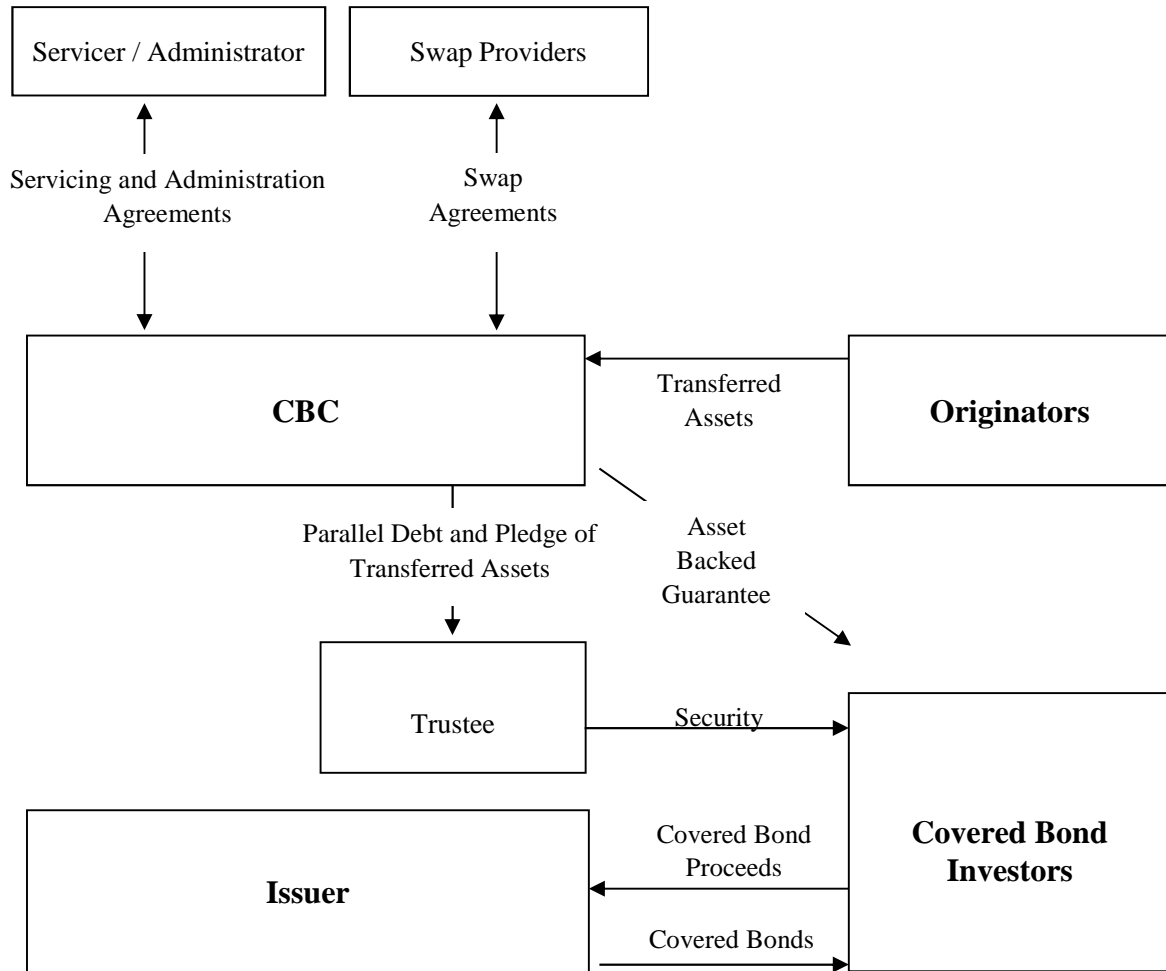 Servicer / Administrator
Swap Providers
Servicing and Administration
Agreements
Swap
Agreements
CBC
Transferred
Assets
Originators
Parallel Debt and Pledge of
Transferred Assets
Asset
Backed
Guarantee
Trustee
Security
Covered Bond
Proceeds
Covered Bond
Investors
Issuer
Covered Bonds